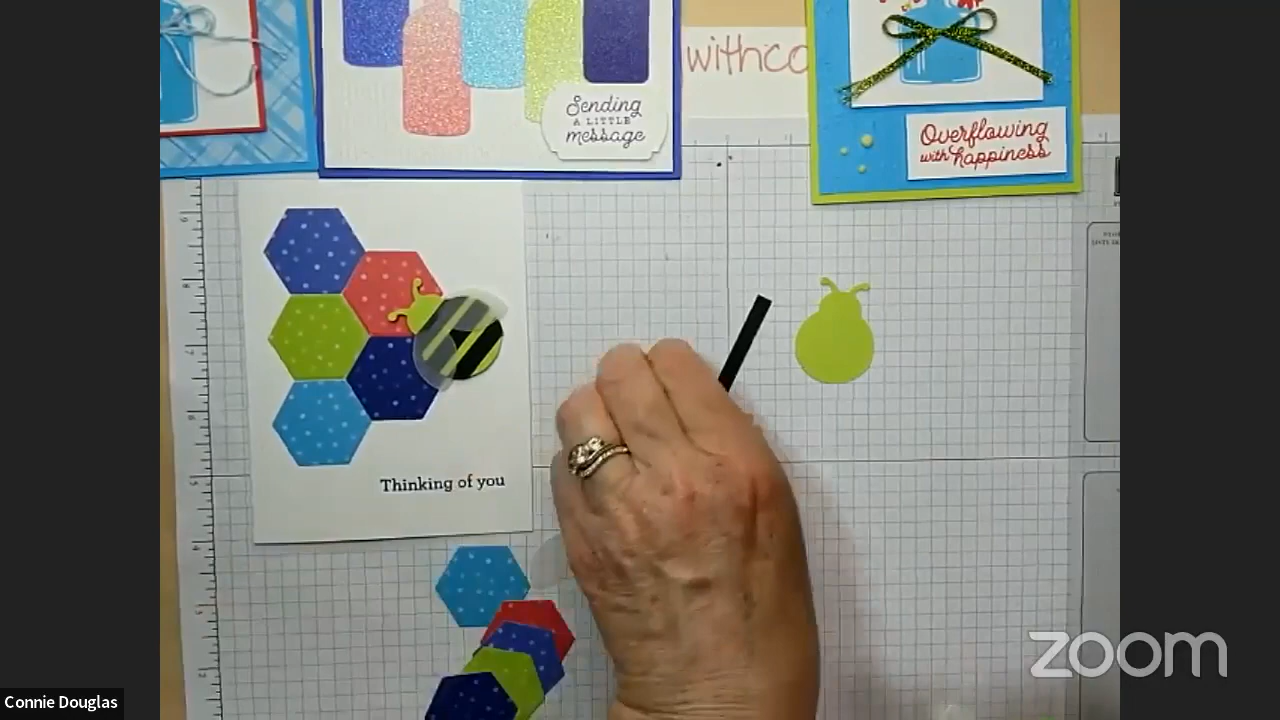 withco
Sending
A LITTLE
message
Overflowing
with happiness
Thinking of you
zoom
Connie Douglas